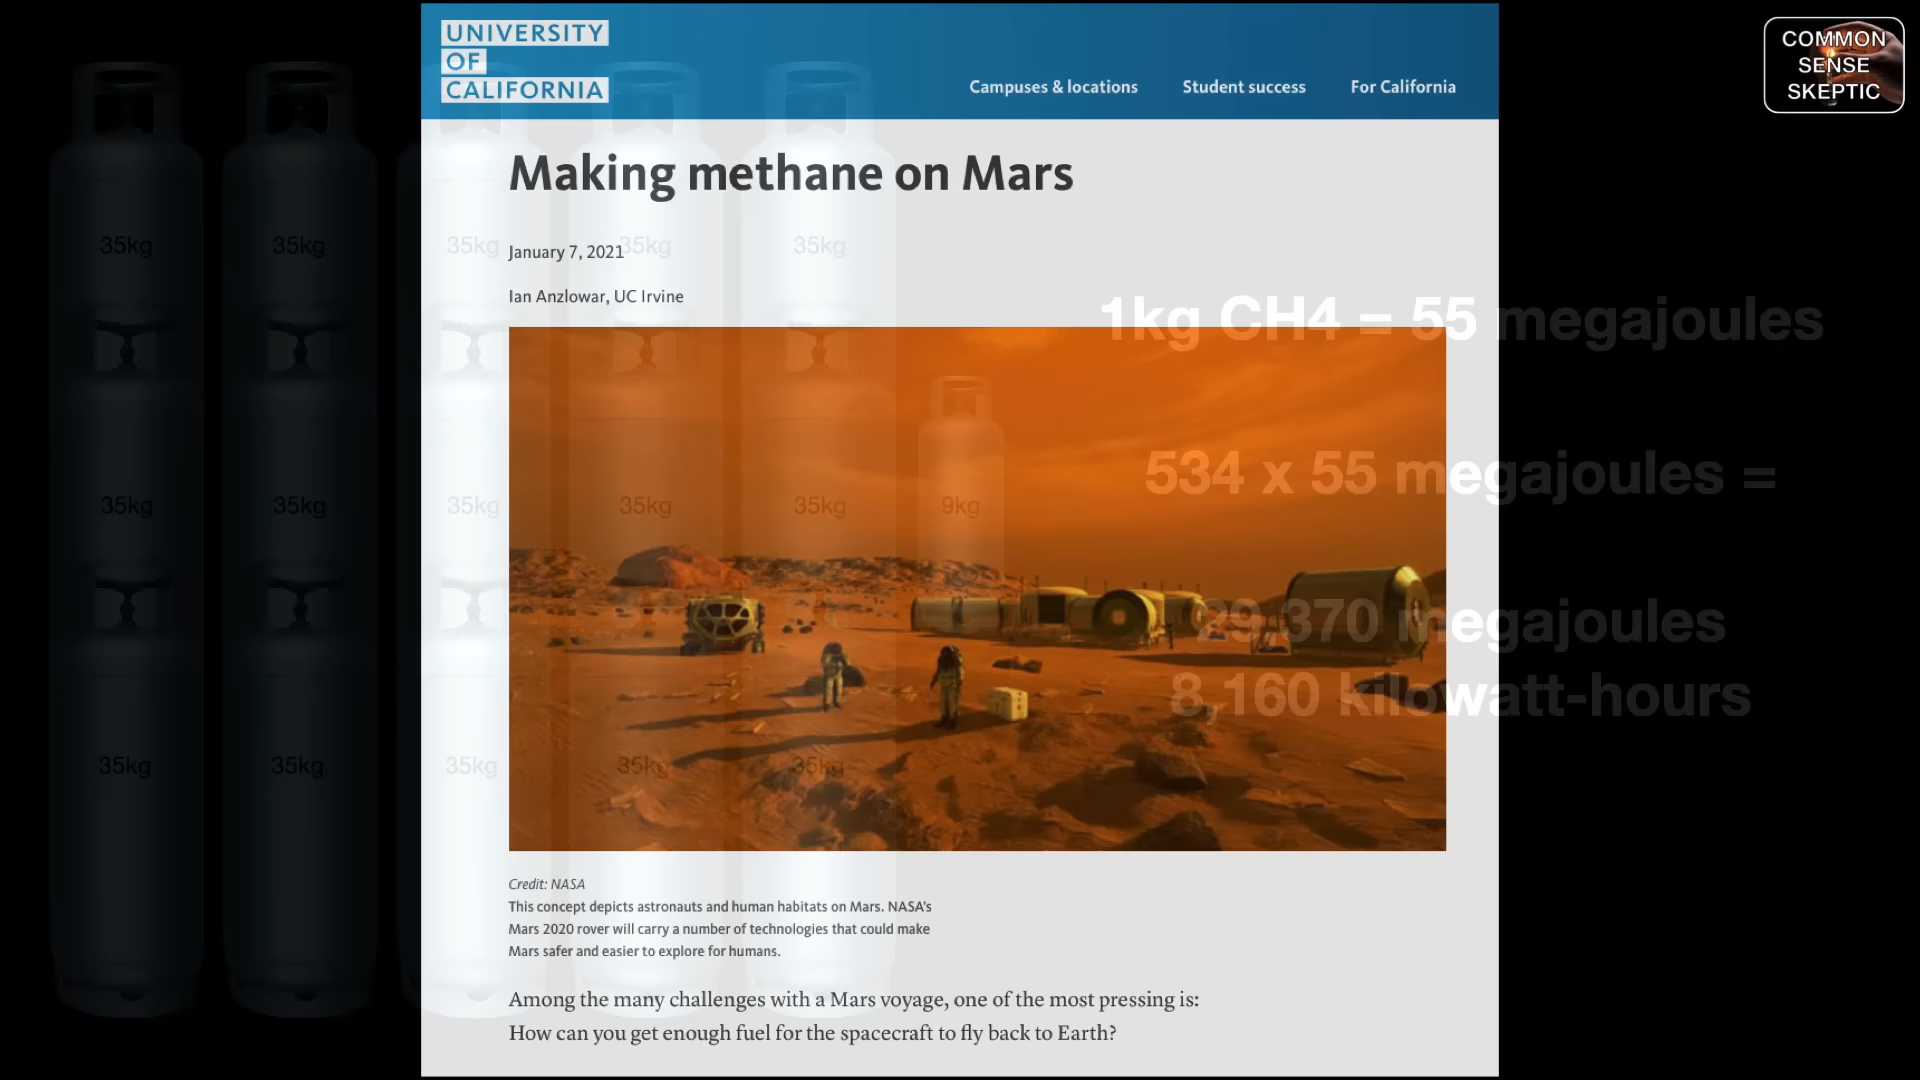 UNIVERSITY
OF
CALIFORNIA
Campuses & locations Student success For California
COMMON
SENSE
SKEPTIC
Making methane on Mars
January 7, 2021
Ian Anzlowar, UC Irvine
35kg 35kg 35kg 35kg 35kg
1kg CH4 = 55 megajoules
534 x 55 megajoules =
35kg 35kg 35kg 35kg 35kg 9kg
29,370 megajoules
8,160 kilowatt-hours
35kg 35kg 35kg 35kg 35kg
Credit: NASA
This concept depicts astronauts and human habitats on Mars. NASA's
Mars 2020 rover will carry a number of technologies that could make
Mars safer and easier to explore for humans.
Among the many challenges with a Mars voyage, one of the most pressing is:
How can you get enough fuel for the spacecraft to fly back to Earth?